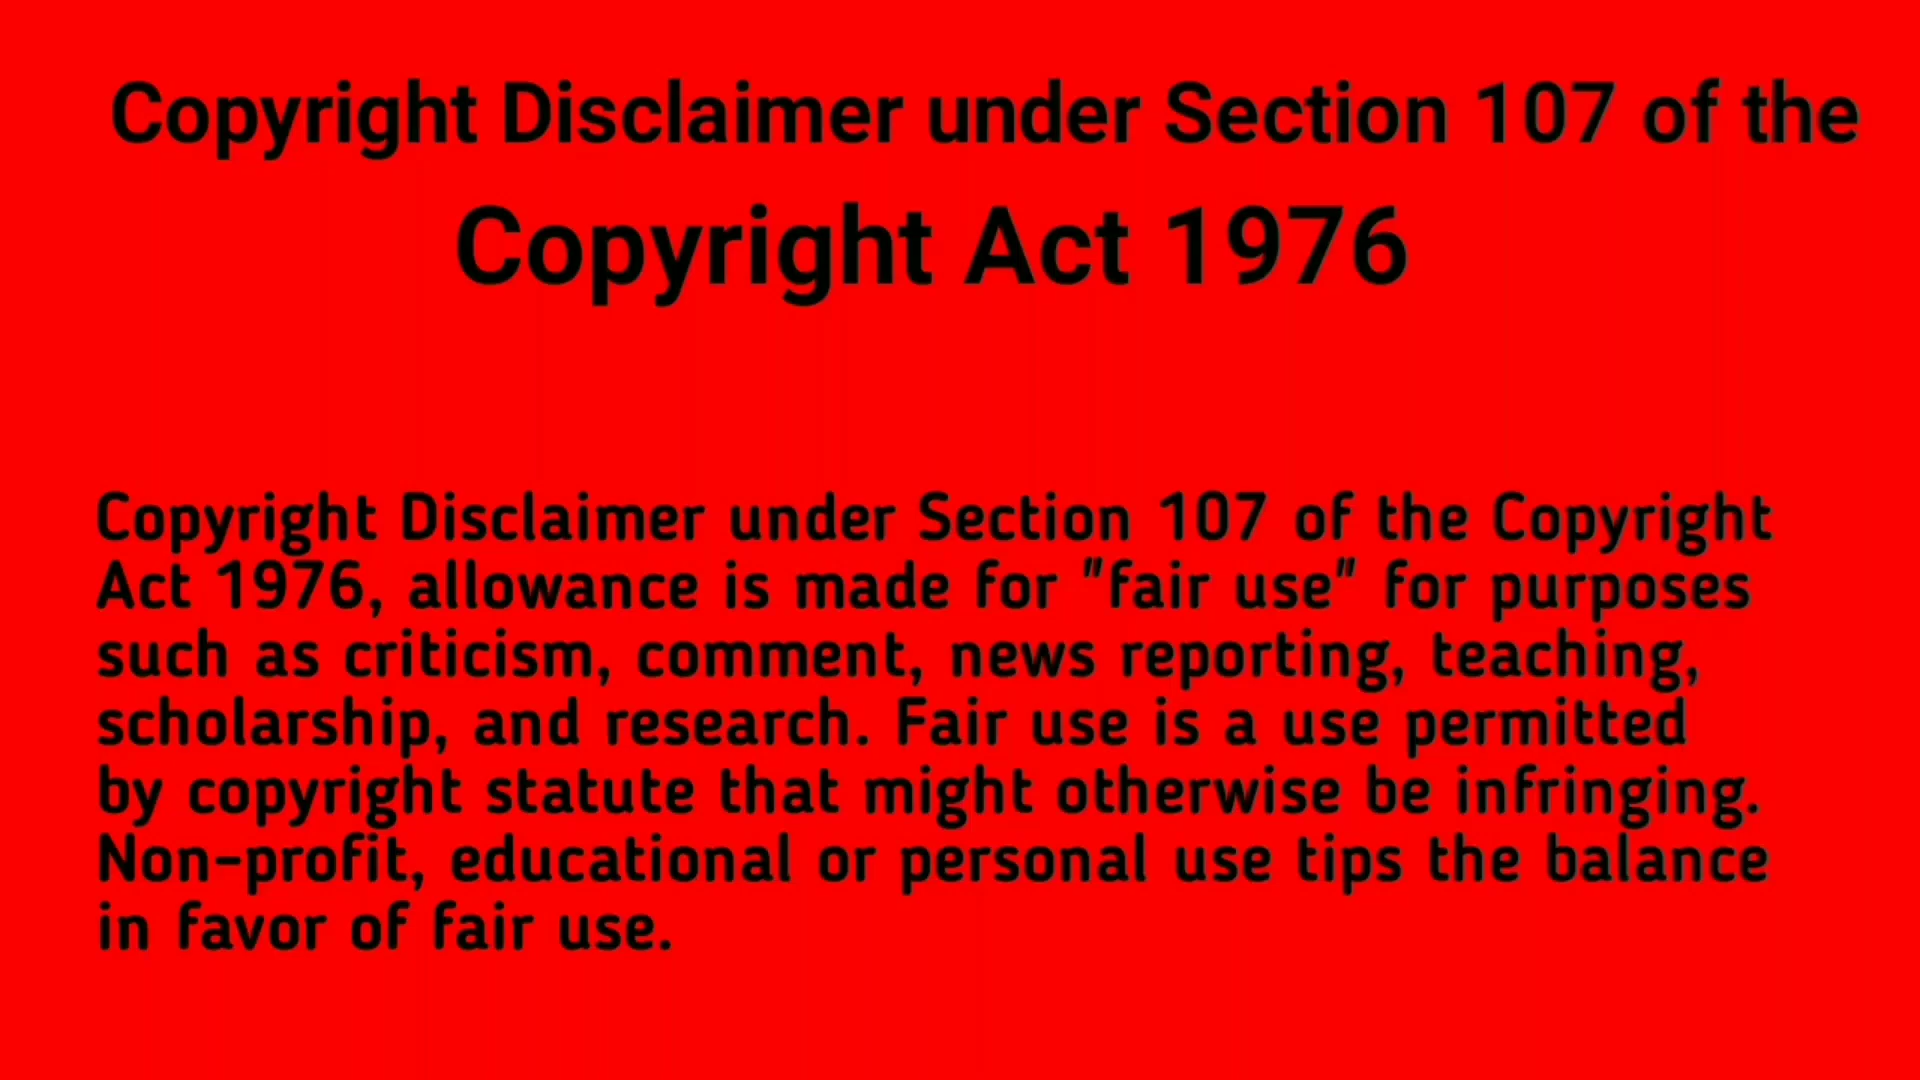 Copyright Disclaimer under Section 107 of the
Copyright Act 1976
Copyright Disclaimer under Section 107 of the Copyright
Act 1976, allowance is made for "fair use" for purposes
such as criticism, comment, news reporting, teaching,
scholarship, and research. Fair use is a use permitted
by copyright statute that might otherwise be infringing.
Non-profit, educational or personal use tips the balance
in favor of fair use.